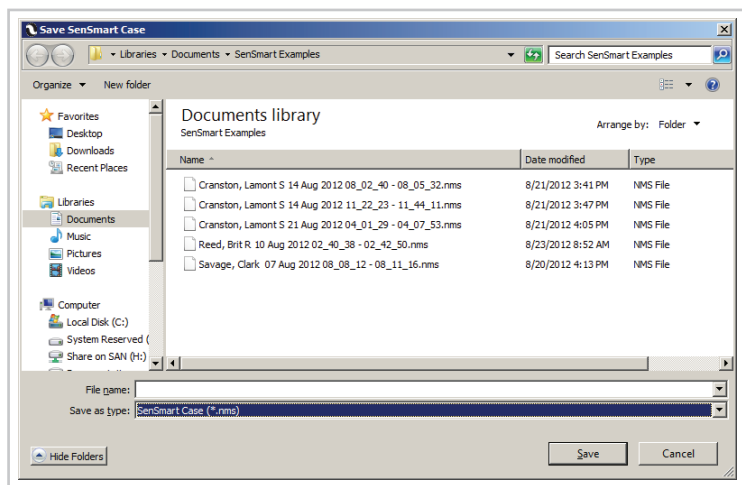 Save SenSmart Case
Libraries Documents SenSmart Examples Search SenSmart Examples
Organize New folder
Favorites
Desktop
Downloads
Recent Places
Libraries
Documents
Music
Pictures
Videos
Computer
Local Disk (C:)
System Reserved (
Share on SAN (H:)
Documents library
SenSmart Examples
Arrange by: Folder
Name Date modified Type
Cranston, Lamont S 14 Aug 2012 08_02_40 - 08_05_32.nms 8/21/2012 3:41 PM NMS File
Cranston, Lamont S 14 Aug 2012 11_22_23 - 11_44_11.nms 8/21/2012 3:47 PM NMS File
Cranston, Lamont S 21 Aug 2012 04_01_29 - 04_07_53.nms 8/21/2012 4:05 PM NMS File
Reed, Brit R 10 Aug 2012 02_40_38 - 02_42_50.nms 8/23/2012 8:52 AM NMS File
Savage, Clark 07 Aug 2012 08_08_12 - 08_11_16.nms 8/20/2012 4:13 PM NMS File
File name:
Save as type: SenSmart Case (*.nms)
Hide Folders Save Cancel